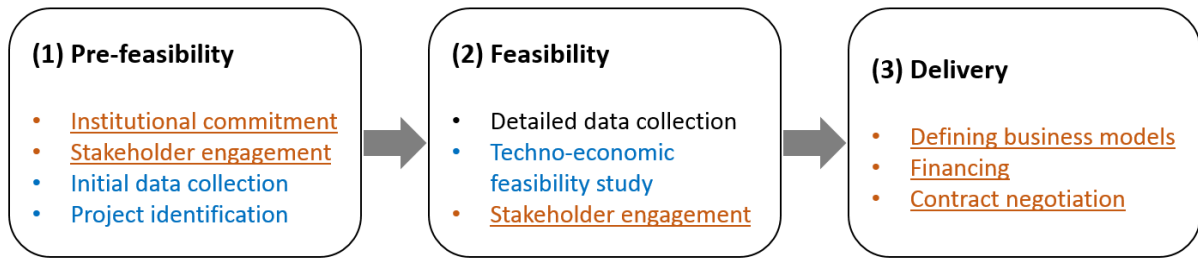 (1) Pre-feasibility
• Institutional commitment
• Stakeholder engagement
• Initial data collection
• Project identification
(2) Feasibility
• Detailed data collection
• Techno-economic
feasibility study
• Stakeholder engagement
(3) Delivery
• Defining business models
• Financing
• Contract negotiation